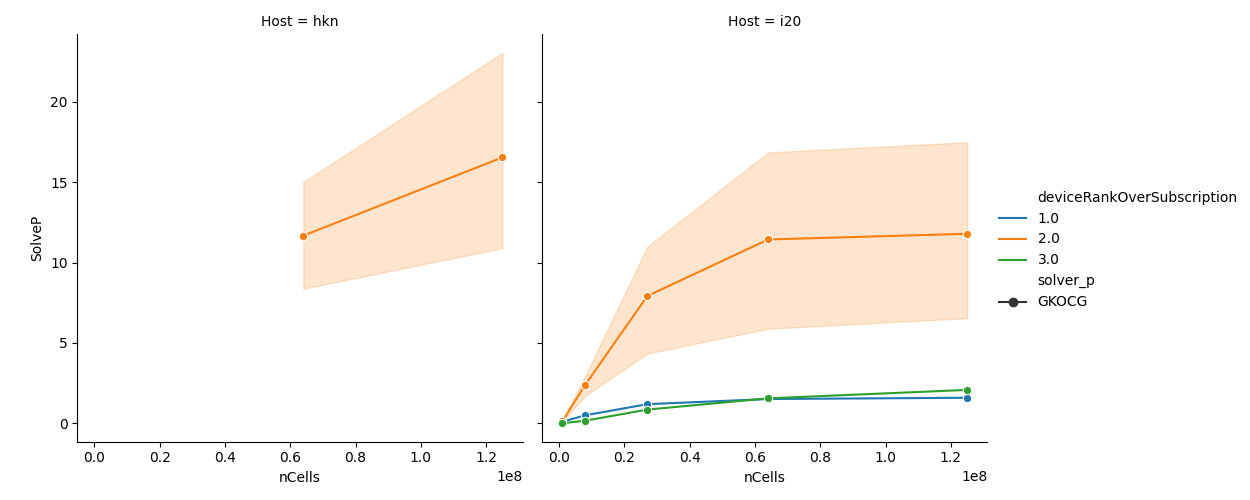 Host = hkn
Host = i20
SolveP
20
15
10
5
0
0.0 0.2 0.4 0.6 0.8 1.0 1.2
1e8
nCells
0.0 0.2 0.4 0.6 0.8 1.0 1.2
1e8
nCells
deviceRankOverSubscription
1.0
2.0
3.0
solver_p
GKOCG